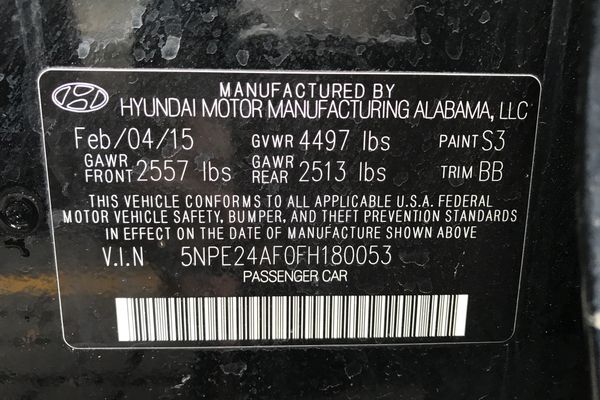 MANUFACTURED BY
HYUNDAI MOTOR MANUFACTURING ALABAMA, LLC
Feb/04/15 GVWR 4497 lbs PAINT S3
GAWR FRONT 2557 lbs GAWR REAR 2513 lbs TRIM BB
THIS VEHICLE CONFORMS TO ALL APPLICABLE U.S.A. FEDERAL
MOTOR VEHICLE SAFETY, BUMPER, AND THEFT PREVENTION STANDARDS
IN EFFECT ON THE DATE OF MANUFACTURE SHOWN ABOVE
V.I.N 5NPE24AF0FH180053
PASSENGER CAR